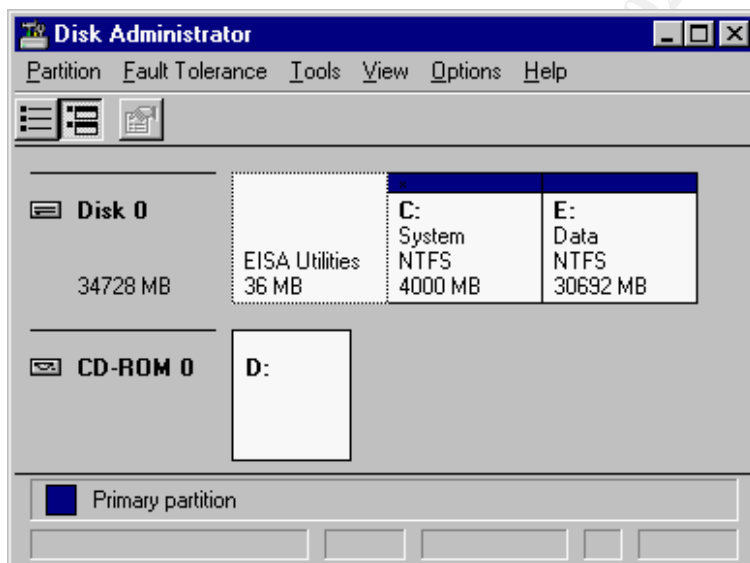 Disk Administrator
Partition Fault Tolerance Tools View Options Help
Disk 0
34728 MB
EISA Utilities
36 MB
C:
System
NTFS
4000 MB
E:
Data
NTFS
30692 MB
CD-ROM 0
D:
Primary partition